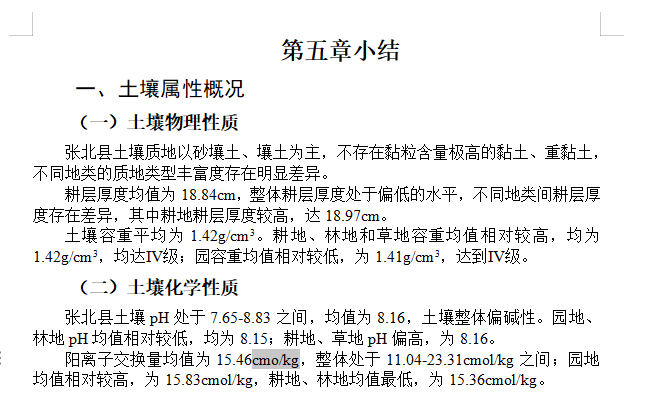 第五章小结
一、土壤属性概况
（一）土壤物理性质
张北县土壤质地以砂壤土、壤土为主，不存在黏粒含量极高的黏土、重黏土，
不同地类的质地类型丰富度存在明显差异。
耕层厚度均值为 18.84cm，整体耕层厚度处于偏低的水平，不同地类间耕层厚
度存在差异，其中耕地耕层厚度较高，达 18.97cm。
土壤容重平均为 1.42g/cm³。耕地、林地和草地容重均值相对较高，均为
1.42g/cm³，均达Ⅳ级；园容重均值相对较低，为 1.41g/cm³，达到Ⅳ级。
（二）土壤化学性质
张北县土壤 pH 处于 7.65-8.83 之间，均值为 8.16，土壤整体偏碱性。园地、
林地 pH 均值相对较低，均为 8.15；耕地、草地 pH 偏高，为 8.16。
阳离子交换量均值为 15.46cmo/kg，整体处于 11.04-23.31cmol/kg 之间；园地
均值相对较高，为 15.83cmol/kg，耕地、林地均值最低，为 15.36cmol/kg。